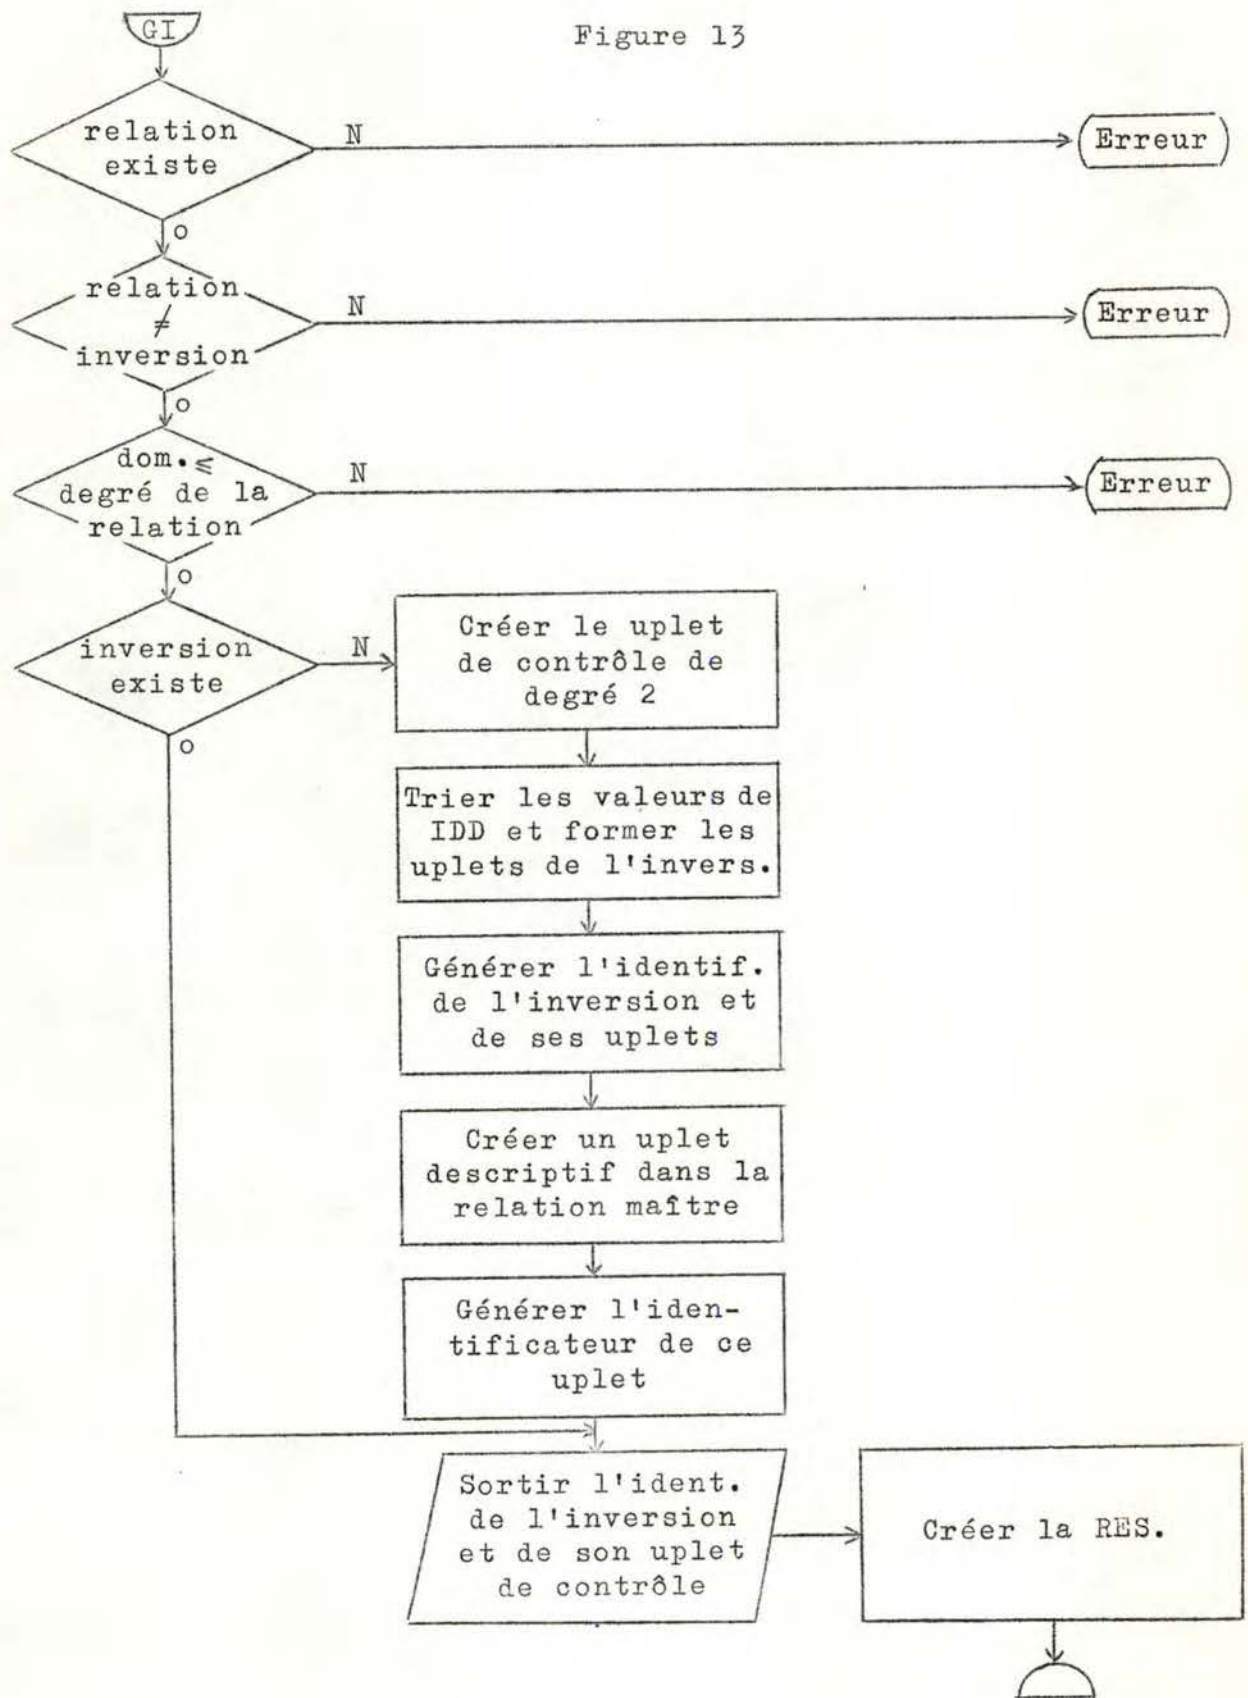 GI
Figure 13
relation
existe
N
Erreur
o
relation
≠
inversion
N
Erreur
o
dom. ≤
degré de la
relation
N
Erreur
o
inversion
existe
N
o
Créer le uplet
de contrôle de
degré 2
Trier les valeurs de
IDD et former les
uplets de l'invers.
Générer l'identif.
de l'inversion et
de ses uplets
Créer un uplet
descriptif dans la
relation maître
Générer l'iden-
tificateur de ce
uplet
Sortir l'ident.
de l'inversion
et de son uplet
de contrôle
Créer la RES.